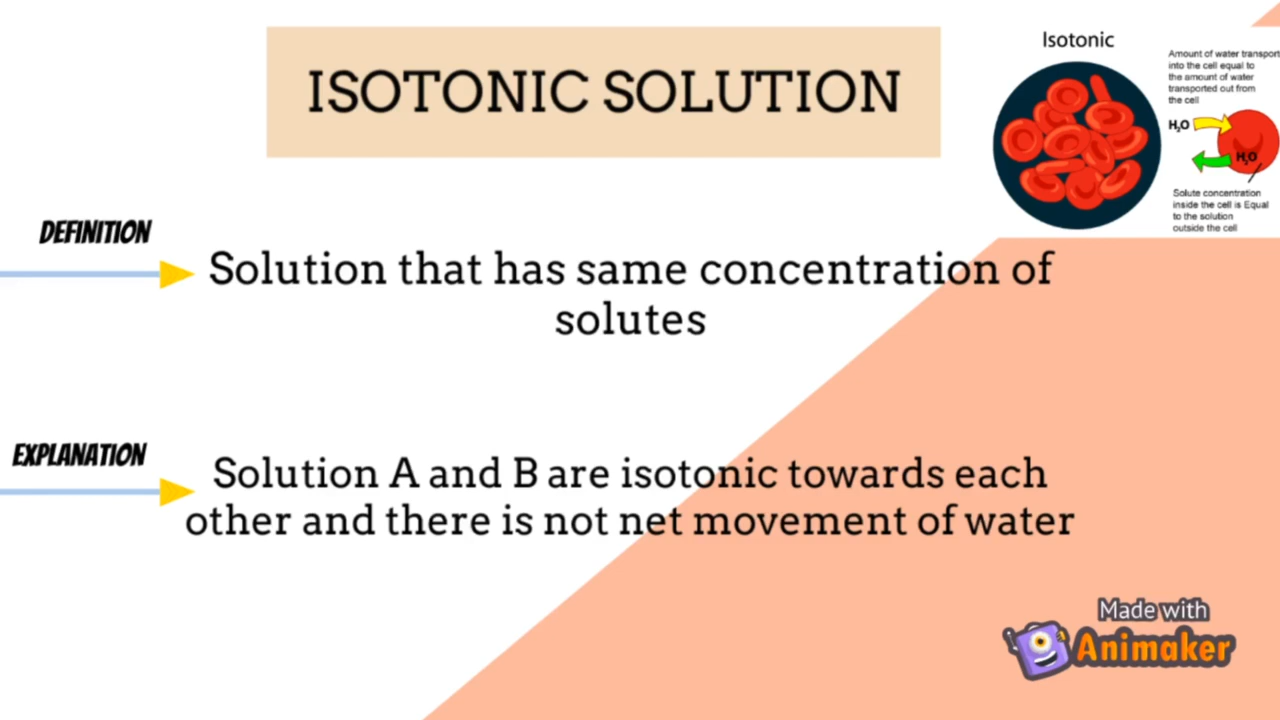 ISOTONIC SOLUTION
Isotonic
Amount of water transport
into the cell equal to
the amount of water
transported out from
the cell
H₂O
H₂O
Solute concentration
inside the cell is Equal
to the solution
outside the cell
DEFINITION
Solution that has same concentration of
solutes
EXPLANATION
Solution A and B are isotonic towards each
other and there is not net movement of water
Made with
Animaker